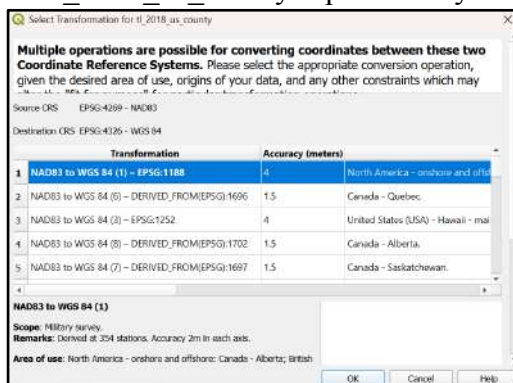 Select Transformation for tl_2018_us_county
Multiple operations are possible for converting coordinates between these two
Coordinate Reference Systems. Please select the appropriate conversion operation,
given the desired area of use, origins of your data, and any other constraints which may
Source CRS EPSG:4269 - NAD83
Destination CRS EPSG:4326 - WGS 84
Transformation Accuracy (meters)
1 NAD83 to WGS 84 (1) – EPSG:1188 4 North America - onshore and offsh
2 NAD83 to WGS 84 (6) – DERIVED_FROM(EPSG):1696 1.5 Canada - Quebec.
3 NAD83 to WGS 84 (3) – EPSG:1252 4 United States (USA) - Hawaii - mai
4 NAD83 to WGS 84 (8) – DERIVED_FROM(EPSG):1702 1.5 Canada - Alberta.
5 NAD83 to WGS 84 (7) – DERIVED_FROM(EPSG):1697 1.5 Canada - Saskatchewan.
NAD83 to WGS 84 (1)
Scope: Military survey.
Remarks: Derived at 354 stations. Accuracy 2m in each axis.
Area of use: North America - onshore and offshore: Canada - Alberta; British
OK Cancel Help